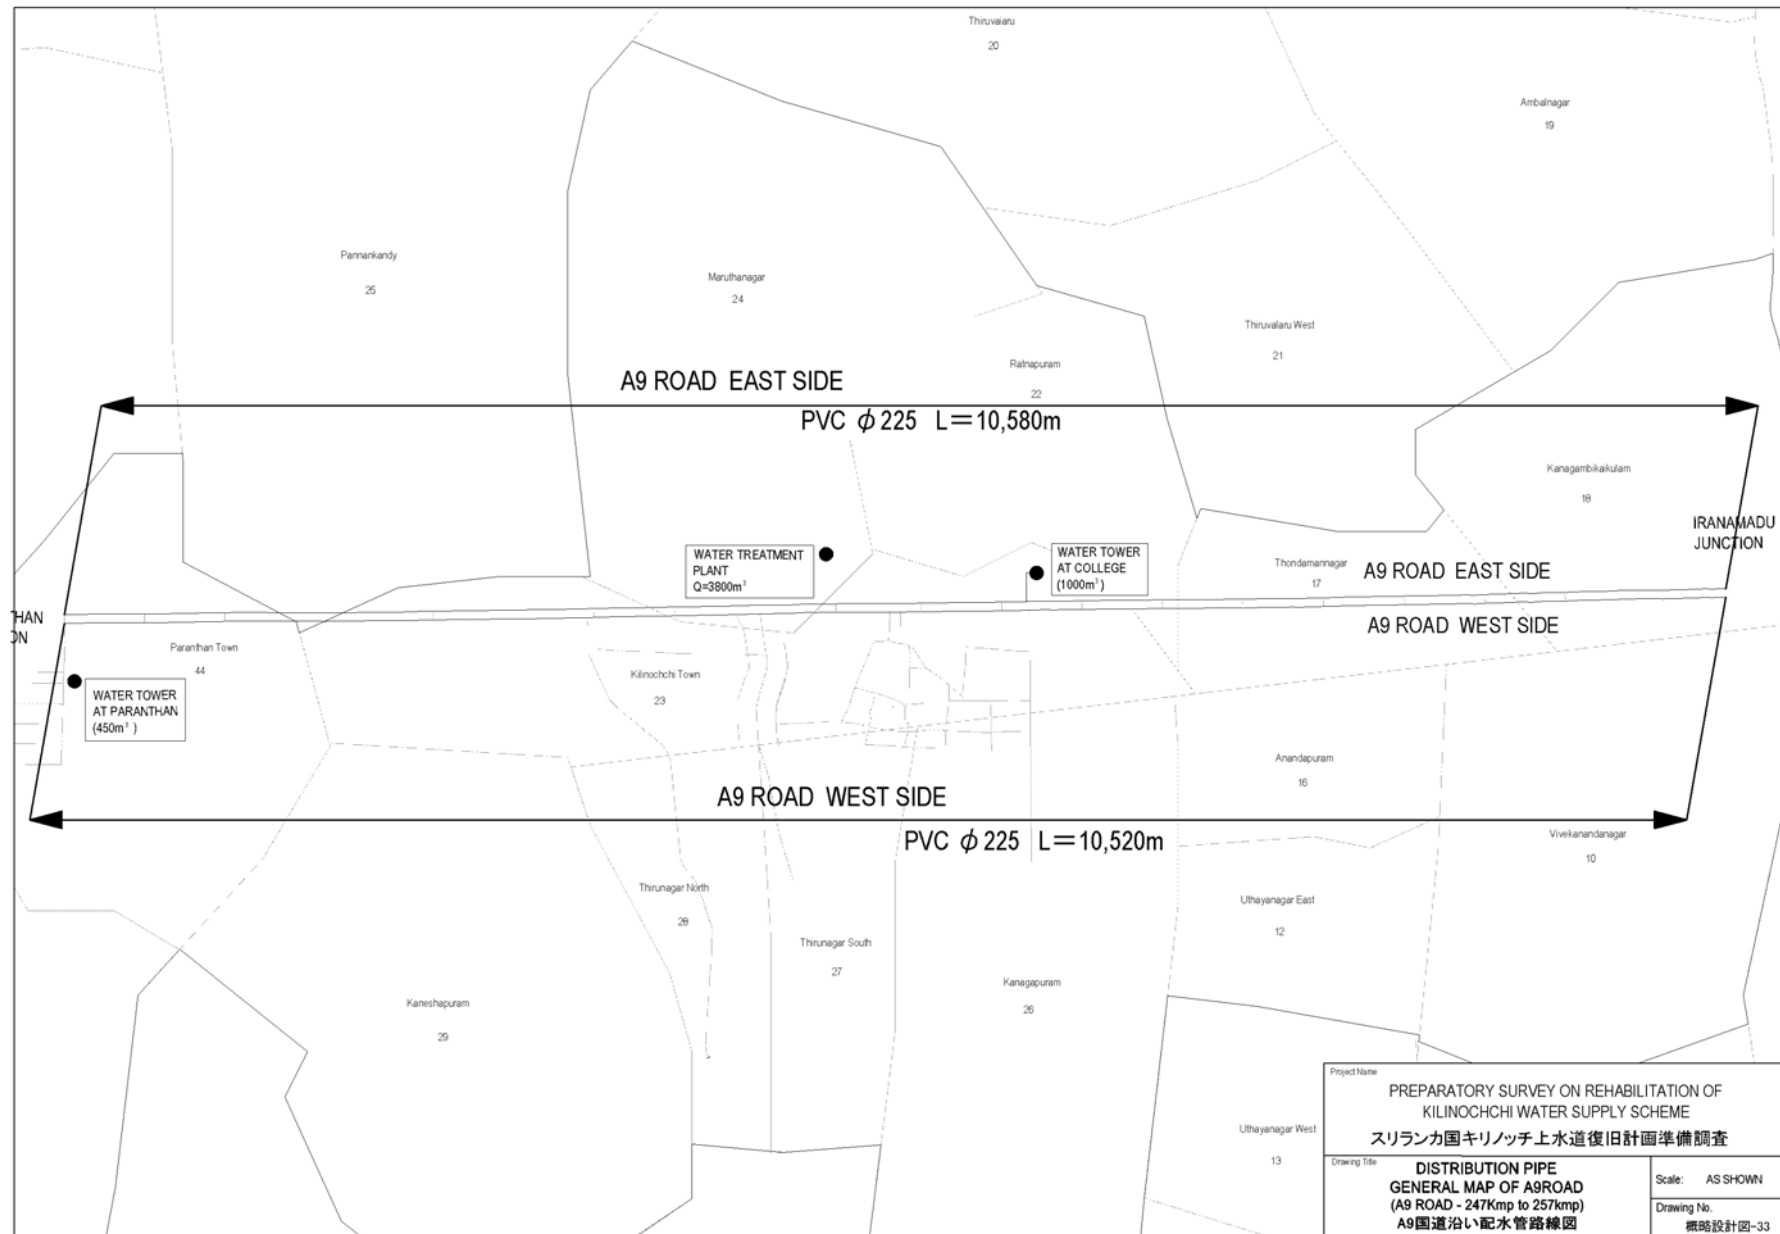 Thiruvaiaru
20
Ambalnagar
19
Pannankandy
25
Maruthanagar
24
Thiruvalaru West
21
Ratnapuram
22
A9 ROAD EAST SIDE
PVC φ225 L=10,580m
Kanagambikaikulam
18
IRANAMADU
JUNCTION
WATER TREATMENT
PLANT
Q=3800m³
WATER TOWER
AT COLLEGE
(1000m³)
Thondamannagar
17
A9 ROAD EAST SIDE
A9 ROAD WEST SIDE
THAN
ON
Paranthan Town
44
WATER TOWER
AT PARANTHAN
(450m³)
Kilinochchi Town
23
Anandapuram
16
A9 ROAD WEST SIDE
PVC φ225 L=10,520m
Vivekanandanagar
10
Thirunagar North
28
Uthayanagar East
12
Thirunagar South
27
Kanagapuram
26
Kaneshapuram
29
Uthayanagar West
13
Project Name
PREPARATORY SURVEY ON REHABILITATION OF
KILINOCHCHI WATER SUPPLY SCHEME
スリランカ国キリノッチ上水道復旧計画準備調査
Drawing Title
DISTRIBUTION PIPE
GENERAL MAP OF A9ROAD
(A9 ROAD - 247Kmp to 257kmp)
A9国道沿い配水管路線図
Scale: AS SHOWN
Drawing No.
概略設計図-33